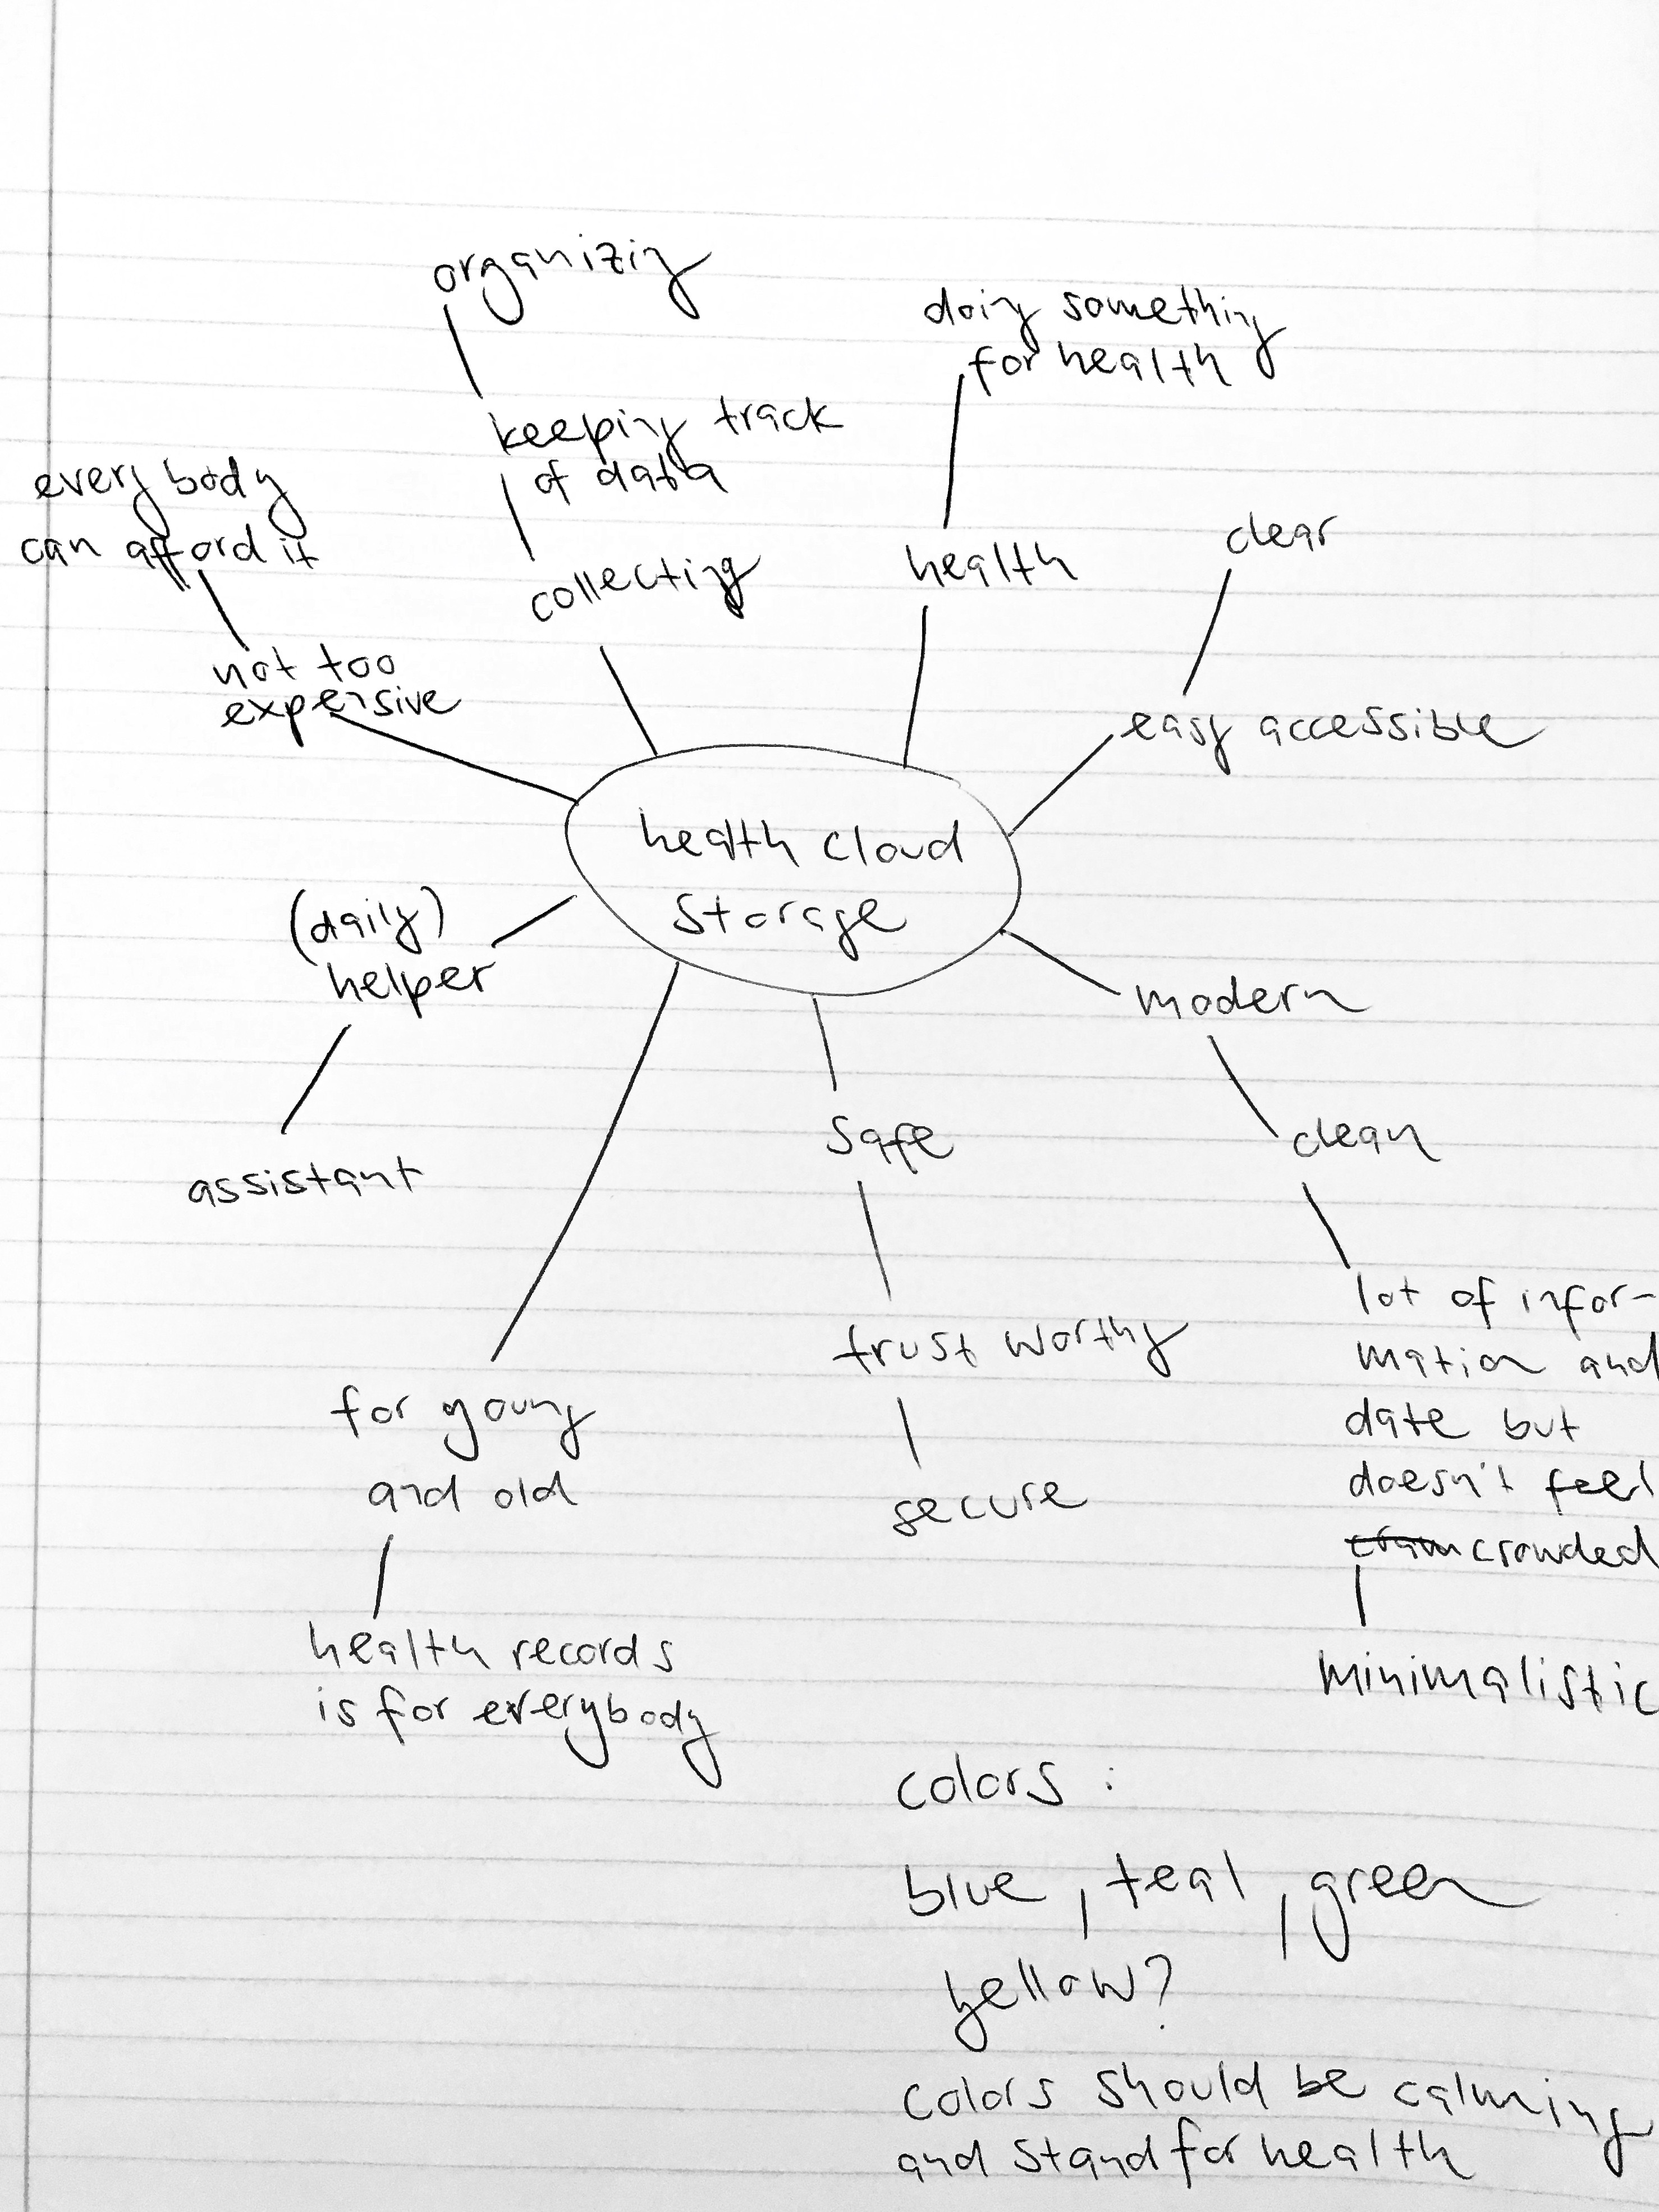 organizing
doing something
for health
keeping track
of data
every body
can afford it
clear
health
collecting
not too
expensive
easy accessible
health cloud
storage
(daily)
helper
modern
safe
clean
assistant
lot of infor-
mation and
date but
doesn't feel
crowded
trust worthy
for young
and old
secure
health records
is for everybody
minimalistic
colors :
blue, teal, green
yellow?
colors should be calming
and stand for health